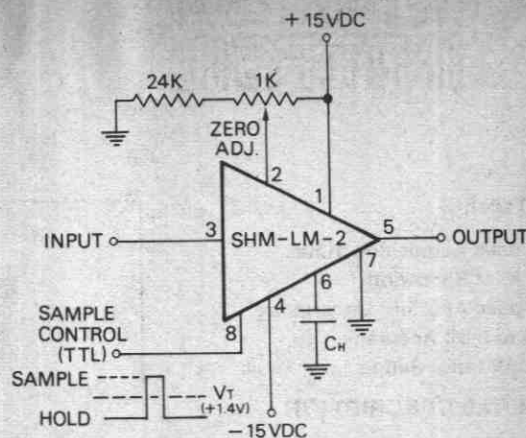 +15VDC
24K 1K
ZERO
ADJ.
2
1
INPUT 3 SHM-LM-2 5 OUTPUT
7
6
4
8
SAMPLE
CONTROL
(TTL)
CH
SAMPLE
VT
(+1.4V)
HOLD
-15VDC